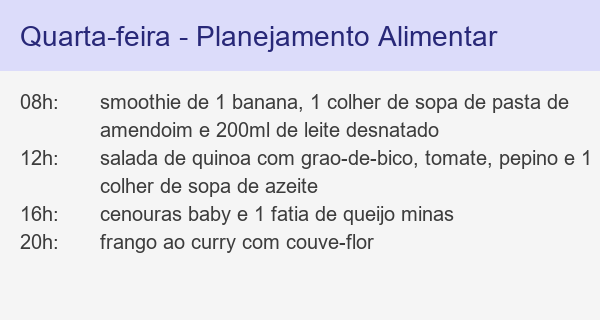 Quarta-feira - Planejamento Alimentar
08h: smoothie de 1 banana, 1 colher de sopa de pasta de
amendoim e 200ml de leite desnatado
12h: salada de quinoa com grao-de-bico, tomate, pepino e 1
colher de sopa de azeite
16h: cenouras baby e 1 fatia de queijo minas
20h: frango ao curry com couve-flor